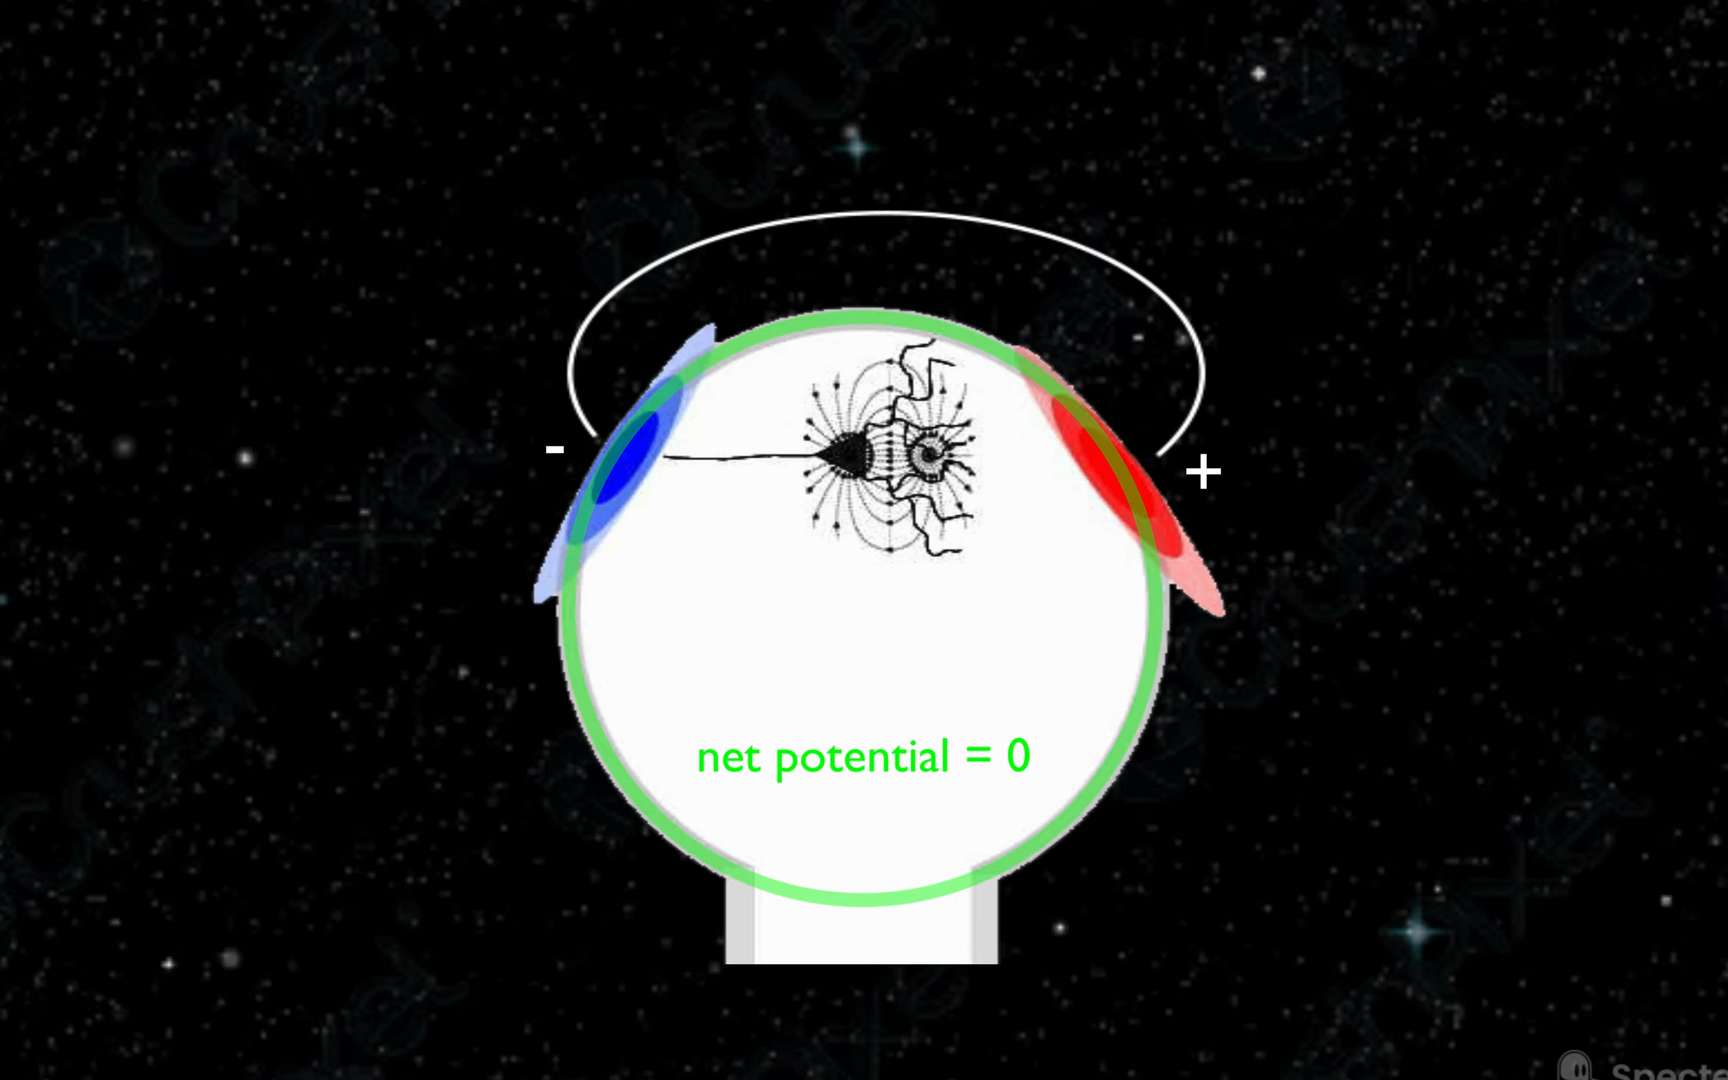 -
+
net potential = 0